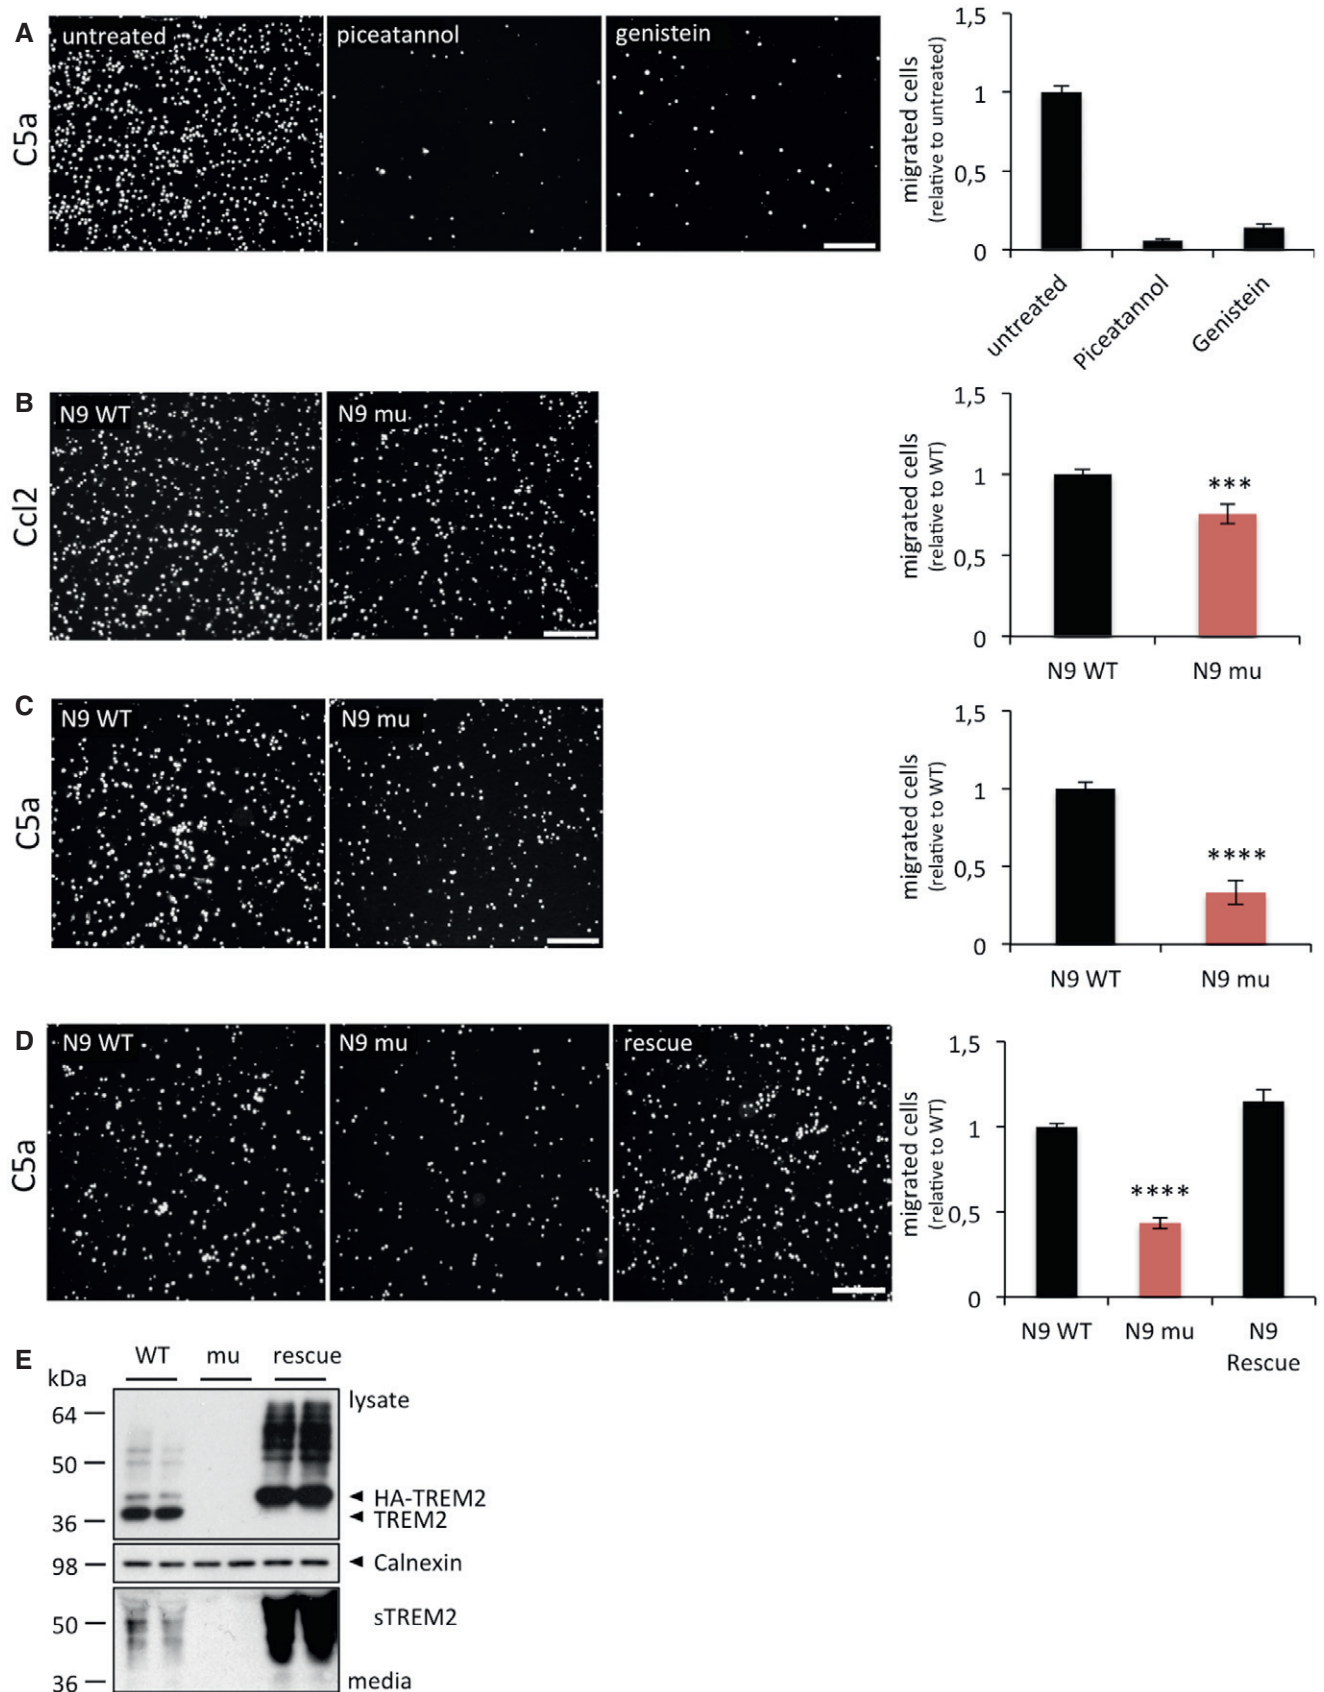 A
C5a
untreated
piceatannol
genistein
migrated cells
(relative to untreated)
1,5
1
0,5
0
untreated
Piceatannol
Genistein
B
Ccl2
N9 WT
N9 mu
migrated cells
(relative to WT)
1,5
1
0,5
0
***
N9 WT
N9 mu
C
C5a
N9 WT
N9 mu
migrated cells
(relative to WT)
1,5
1
0,5
0
****
N9 WT
N9 mu
D
C5a
N9 WT
N9 mu
rescue
migrated cells
(relative to WT)
1,5
1
0,5
0
****
N9 WT
N9 mu
N9
Rescue
E
WT
mu
rescue
kDa
lysate
64
50
HA-TREM2
36
TREM2
98
Calnexin
50
sTREM2
36
media